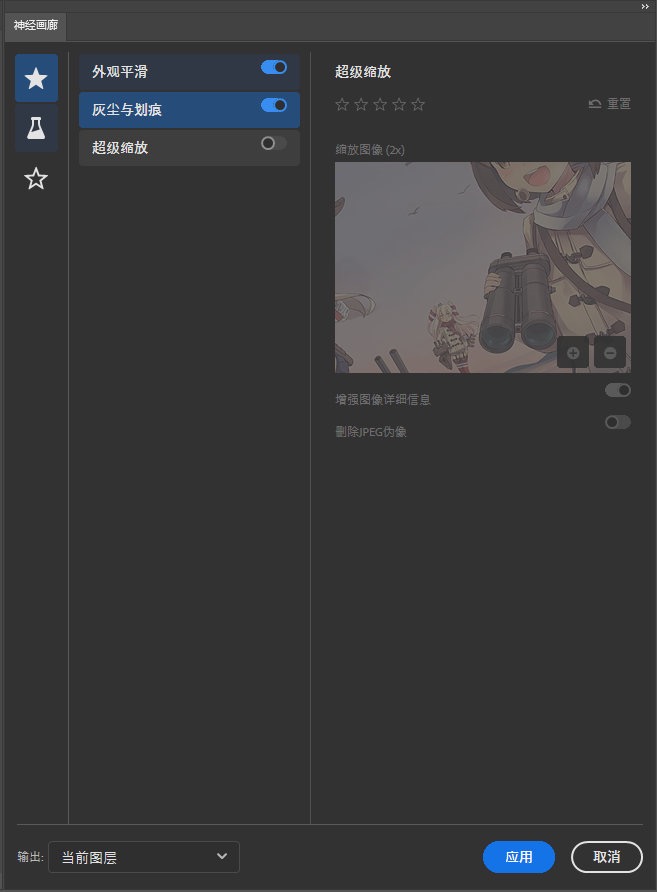 神经画廊
外观平滑
灰尘与划痕
超级缩放
超级缩放
重置
缩放图像 (2x)
增强图像详细信息
删除JPEG伪像
输出:
当前图层
应用
取消